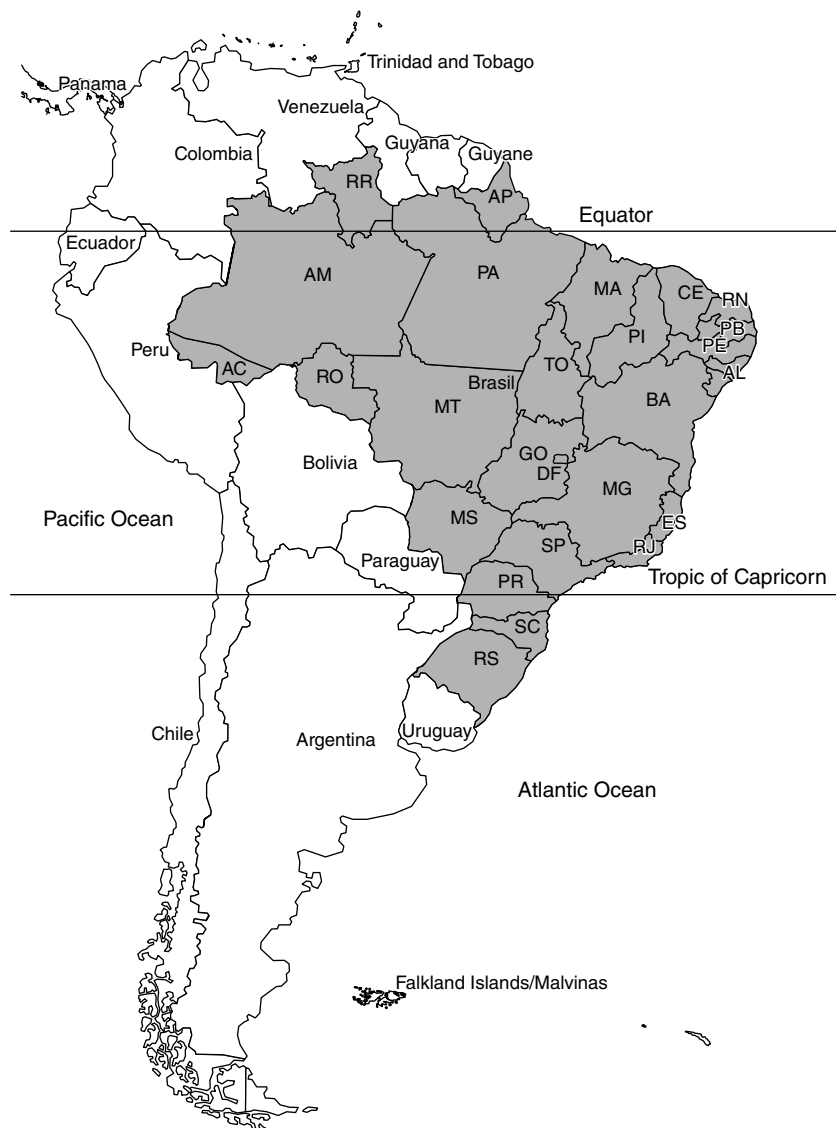 Trinidad and Tobago
Panama
Venezuela
Guyana
Colombia
Guyane
RR
AP
Equator
Ecuador
AM
PA
MA
CE
RN
PB
PI
PE
Peru
AC
RO
Brasil
TO
AL
MT
BA
GO
Bolivia
DF
MG
Pacific Ocean
MS
ES
SP
RJ
Paraguay
PR
Tropic of Capricorn
SC
RS
Chile
Argentina
Uruguay
Atlantic Ocean
Falkland Islands/Malvinas